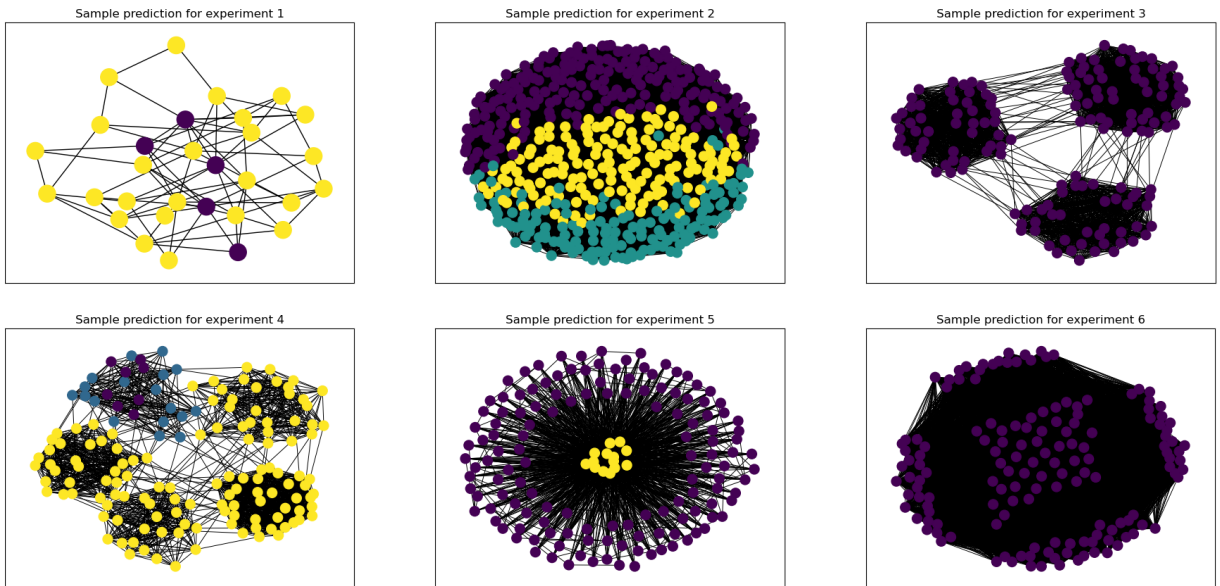 Sample prediction for experiment 1
Sample prediction for experiment 2
Sample prediction for experiment 3
Sample prediction for experiment 4
Sample prediction for experiment 5
Sample prediction for experiment 6